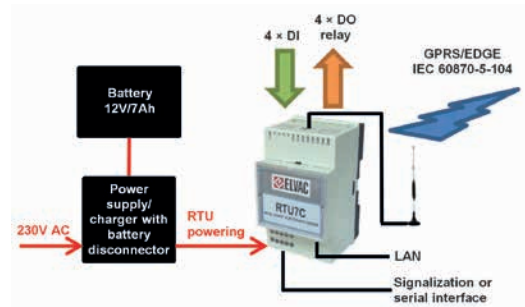 4 × DI
4 × DO
relay
GPRS/EDGE
IEC 60870-5-104
Battery
12V/7Ah
ELVAC
RTU7C
Power
supply/
charger with
battery
disconnector
230V AC
RTU
powering
LAN
Signalization or
serial interface